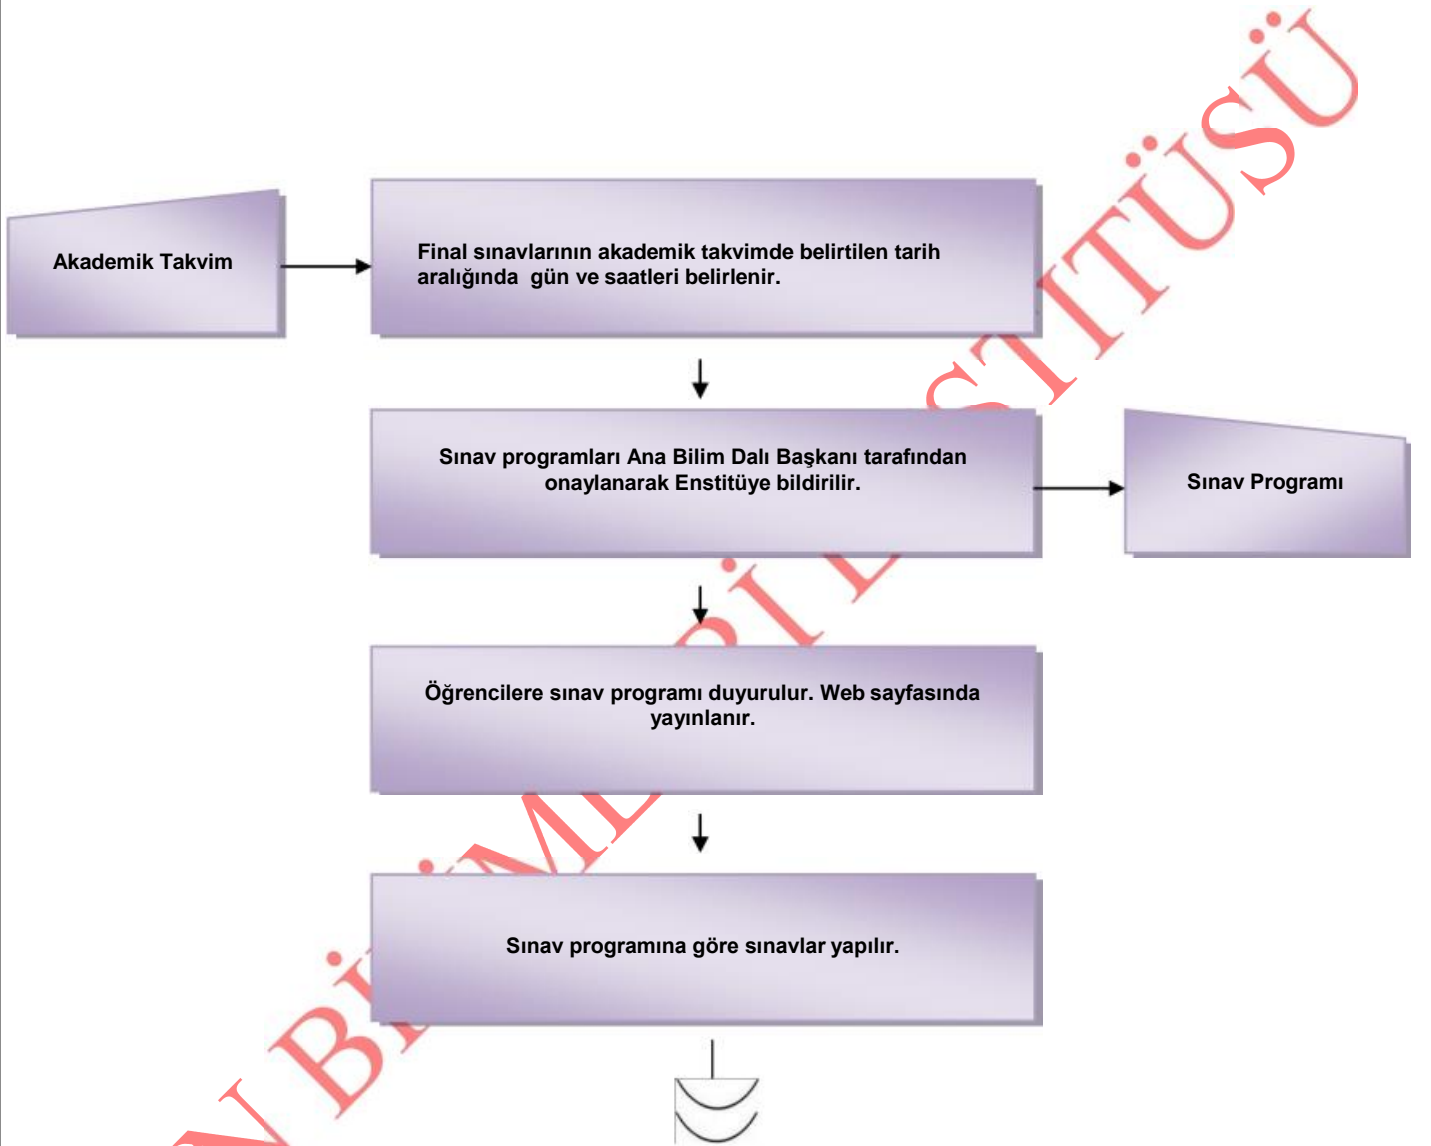 Akademik Takvim
Final sınavlarının akademik takvimde belirtilen tarih
aralığında  gün ve saatleri belirlenir.
Sınav programları Ana Bilim Dalı Başkanı tarafından
onaylanarak Enstitüye bildirilir.
Sınav Programı
Öğrencilere sınav programı duyurulur. Web sayfasında
yayınlanır.
Sınav programına göre sınavlar yapılır.